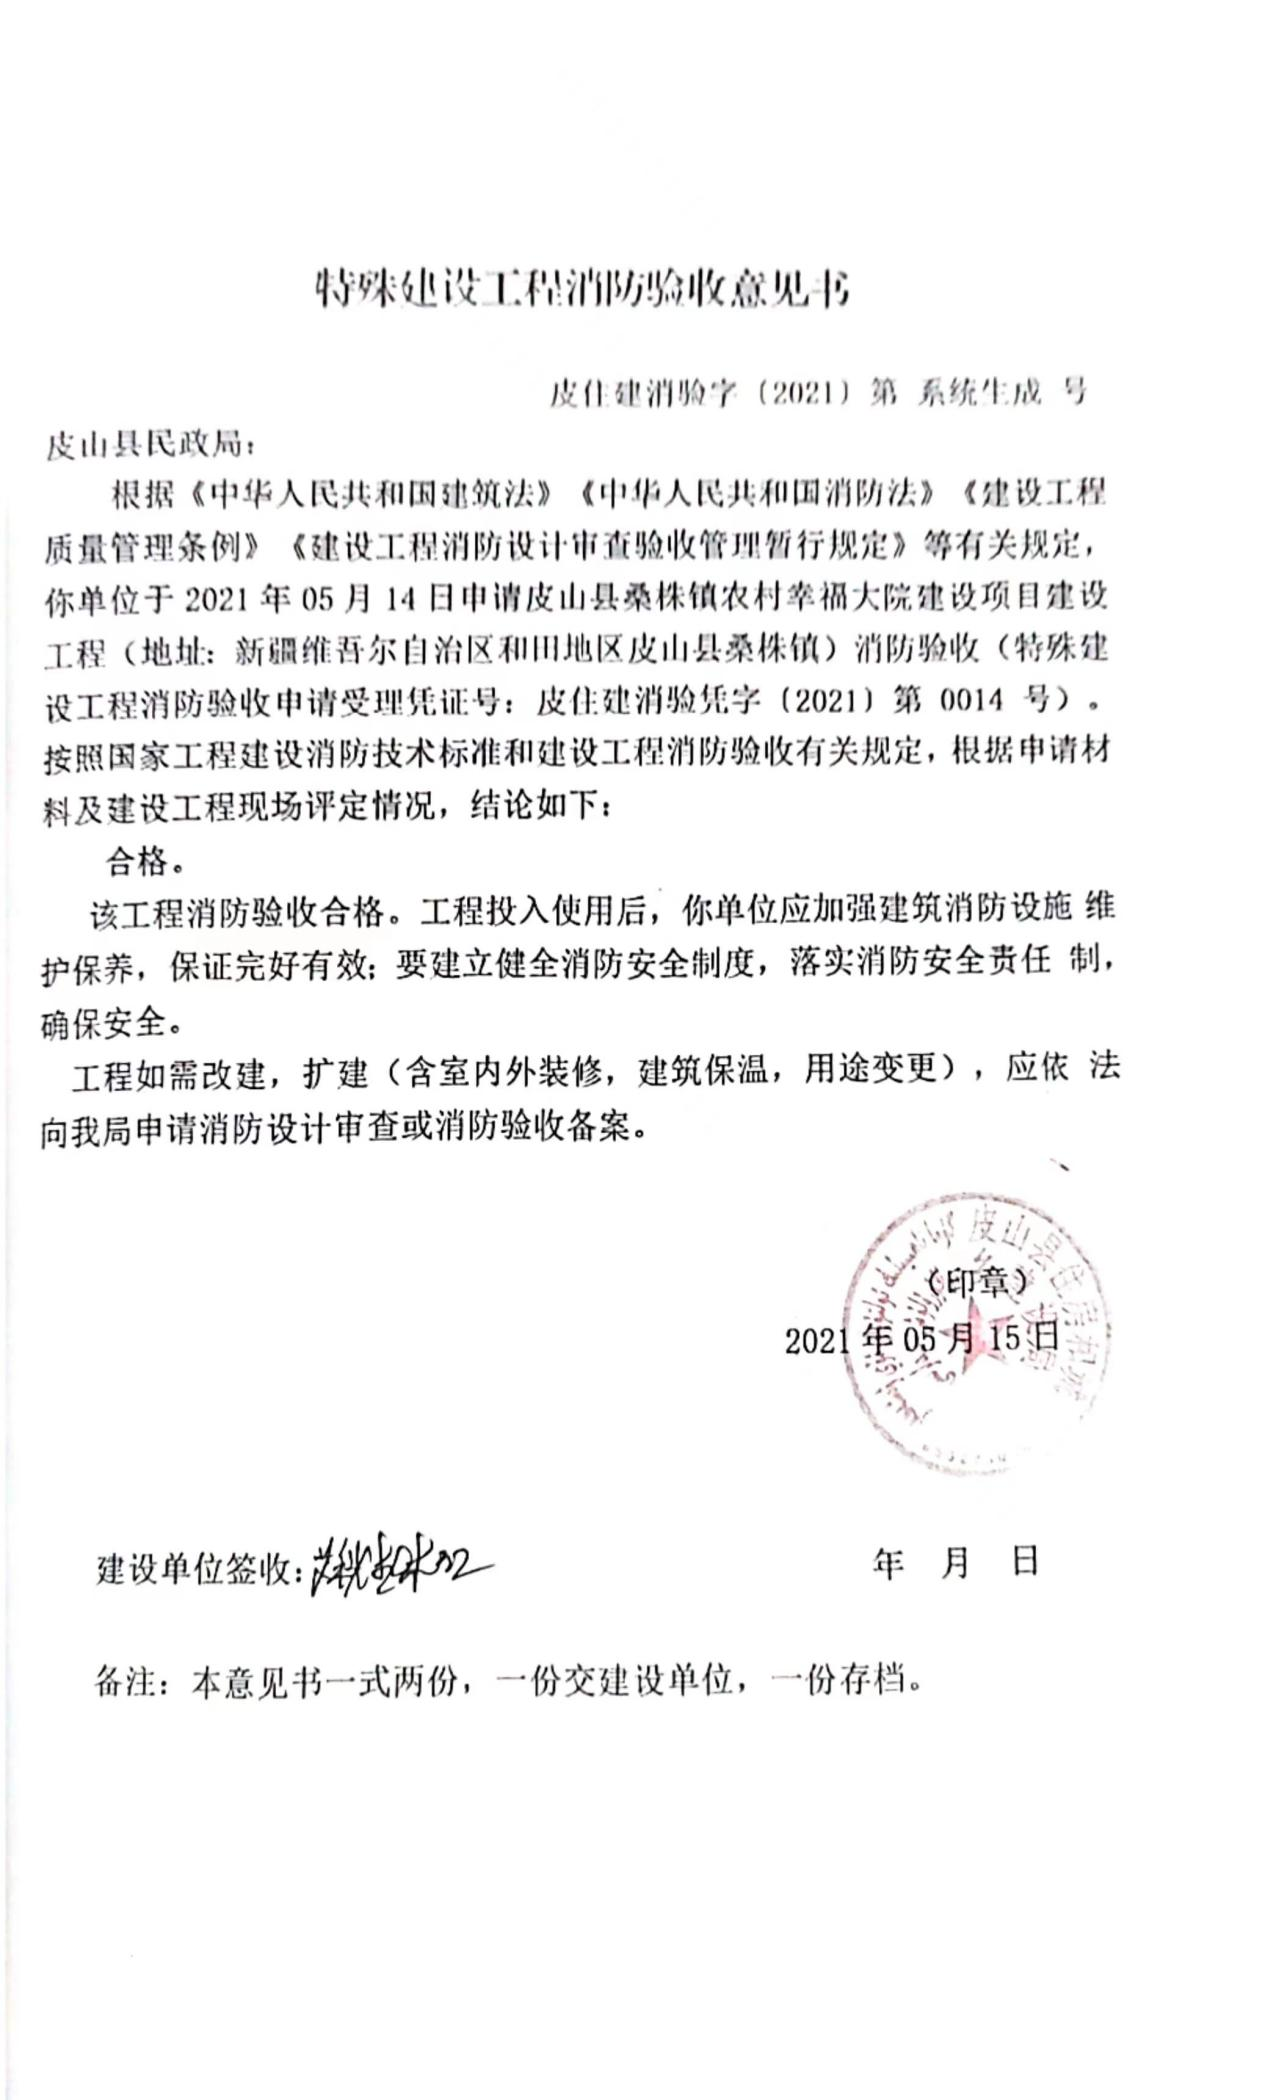 特殊建设工程消防验收意见书
皮住建消验字〔2021〕第 系统生成 号
皮山县民政局：
根据《中华人民共和国建筑法》《中华人民共和国消防法》《建设工程
质量管理条例》《建设工程消防设计审查验收管理暂行规定》等有关规定，
你单位于 2021 年 05 月 14 日申请皮山县桑株镇农村幸福大院建设项目建设
工程（地址：新疆维吾尔自治区和田地区皮山县桑株镇）消防验收（特殊建
设工程消防验收申请受理凭证号：皮住建消验凭字〔2021〕第 0014 号）。
按照国家工程建设消防技术标准和建设工程消防验收有关规定，根据申请材
料及建设工程现场评定情况，结论如下：
合格。
该工程消防验收合格。工程投入使用后，你单位应加强建筑消防设施 维
护保养，保证完好有效；要建立健全消防安全制度，落实消防安全责任 制，
确保安全。
工程如需改建，扩建（含室内外装修，建筑保温，用途变更），应依 法
向我局申请消防设计审查或消防验收备案。
皮山县住房和城乡建设局
（印章）
2021 年 05 月 15 日
建设单位签收：
年 月 日
备注：本意见书一式两份，一份交建设单位，一份存档。